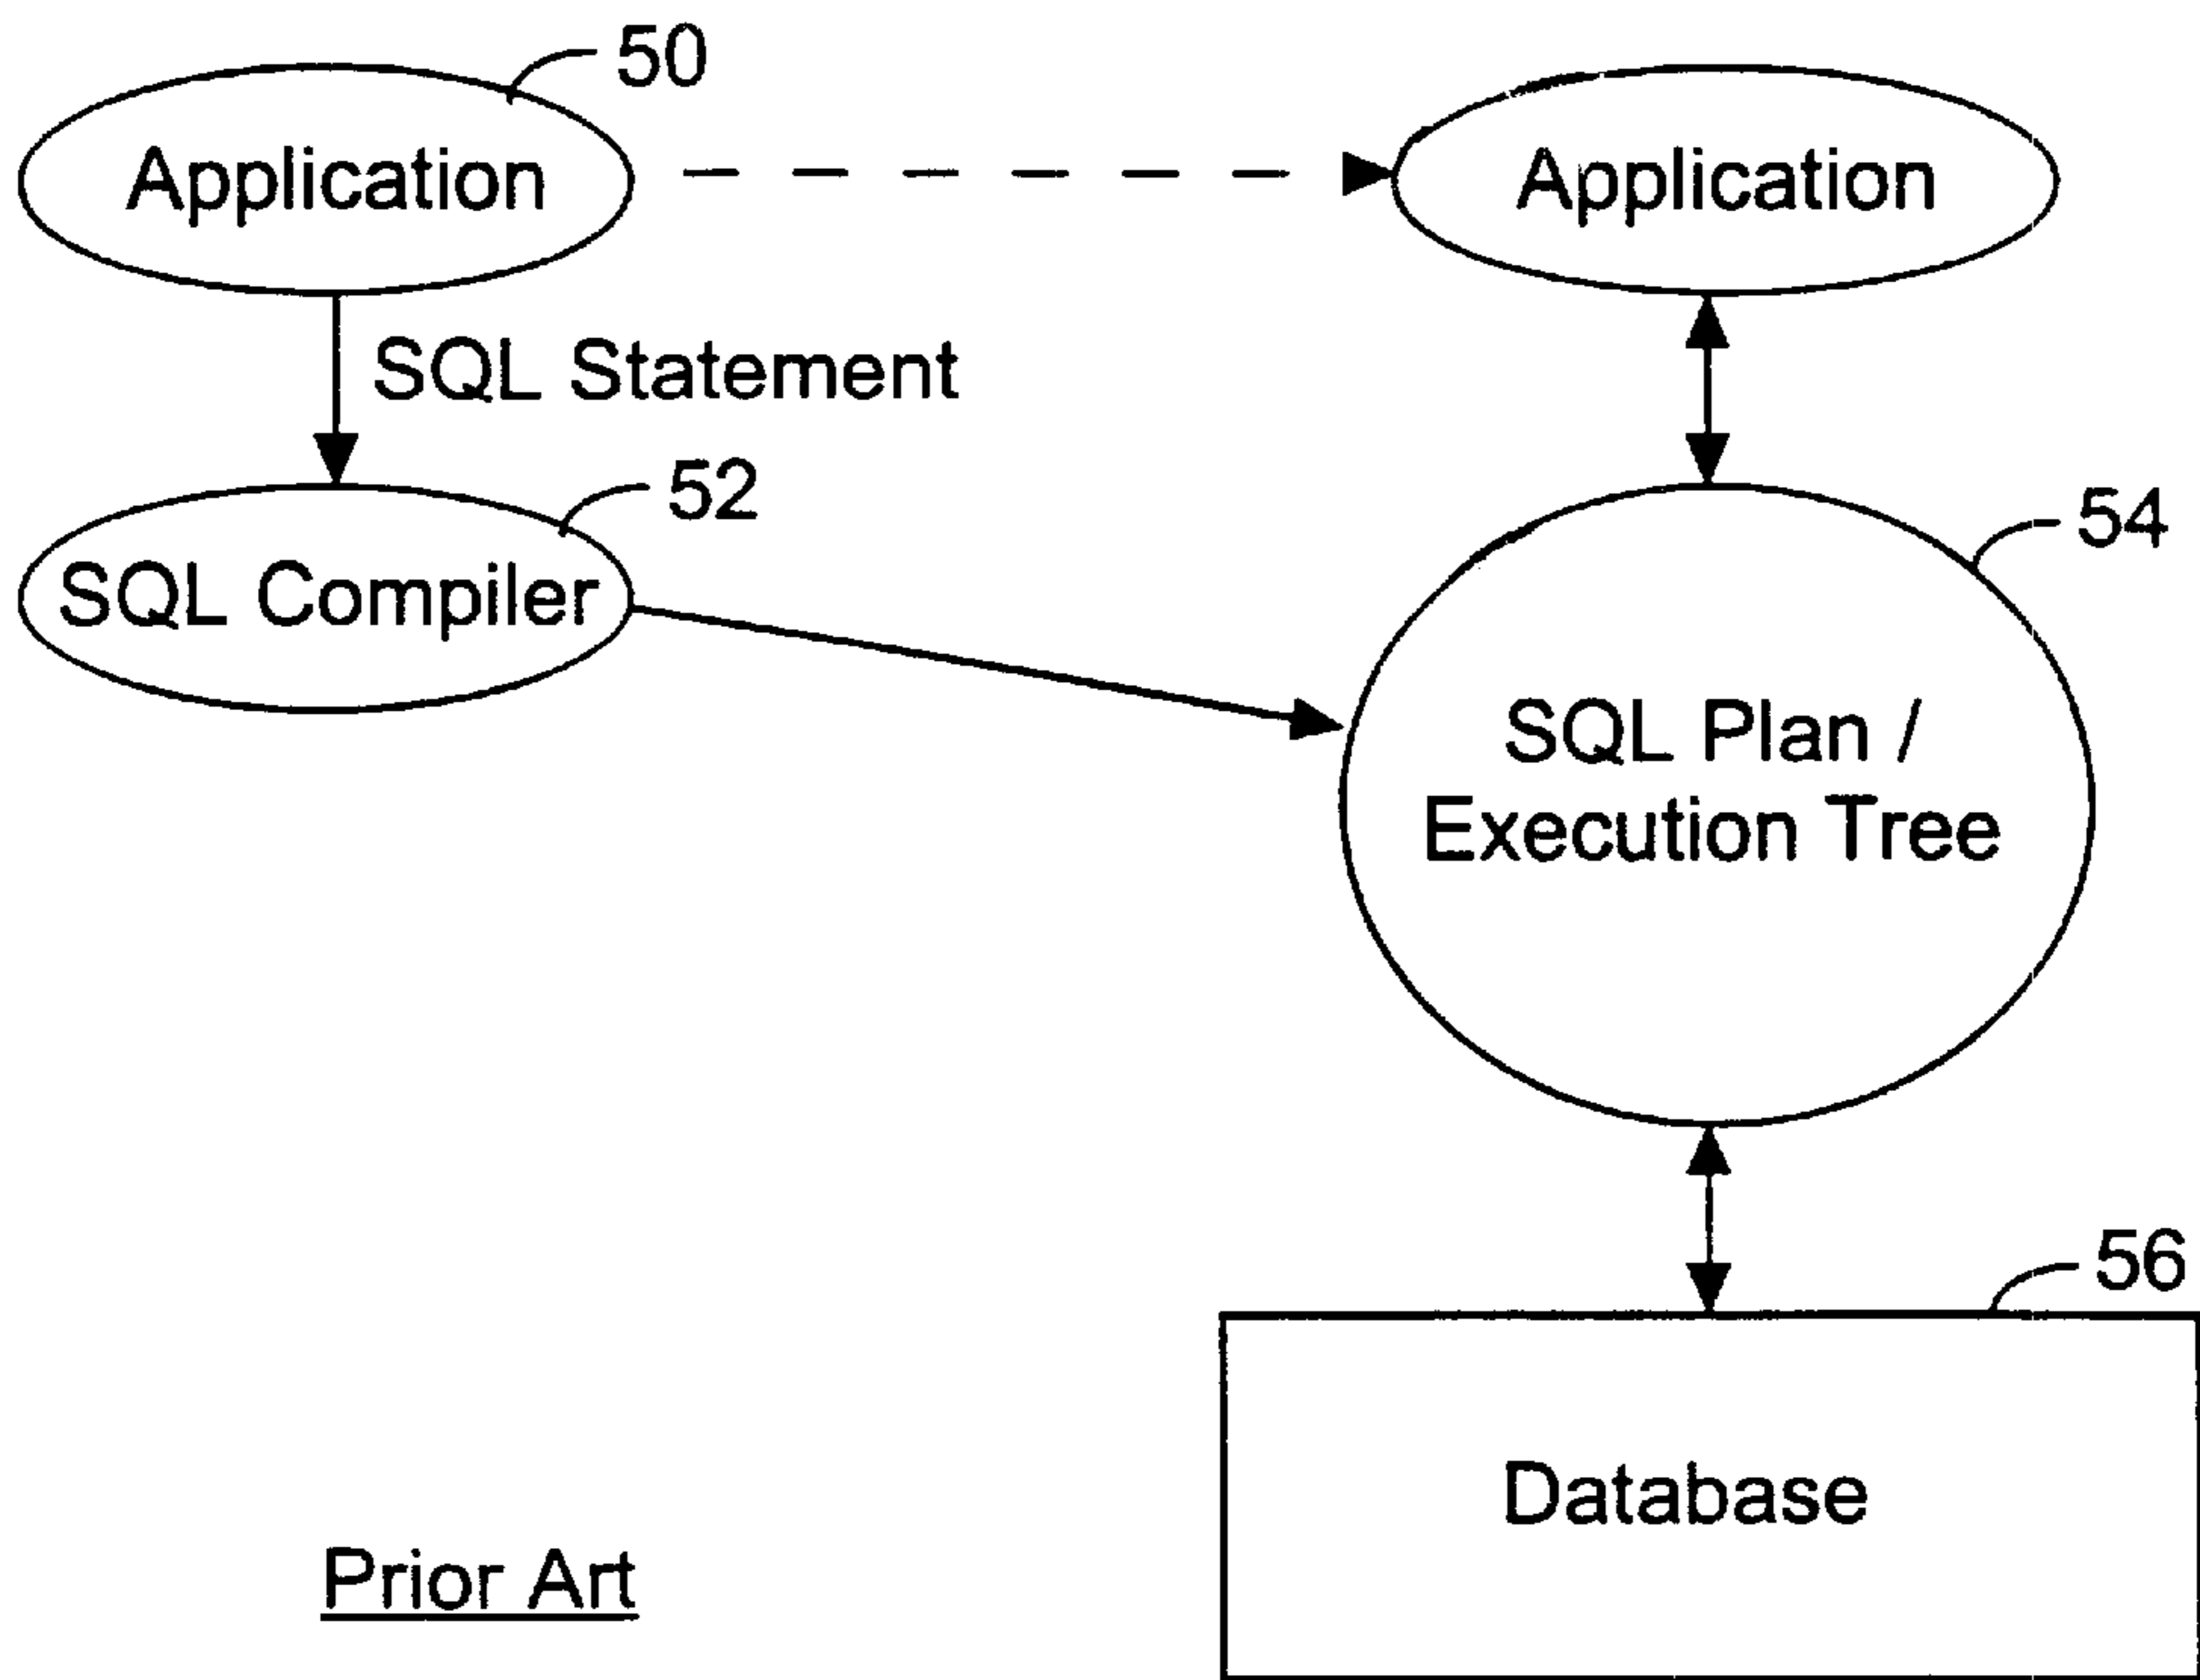 50
Application
Application
SQL Statement
52
SQL Compiler
54
SQL Plan /
Execution Tree
56
Database
Prior Art